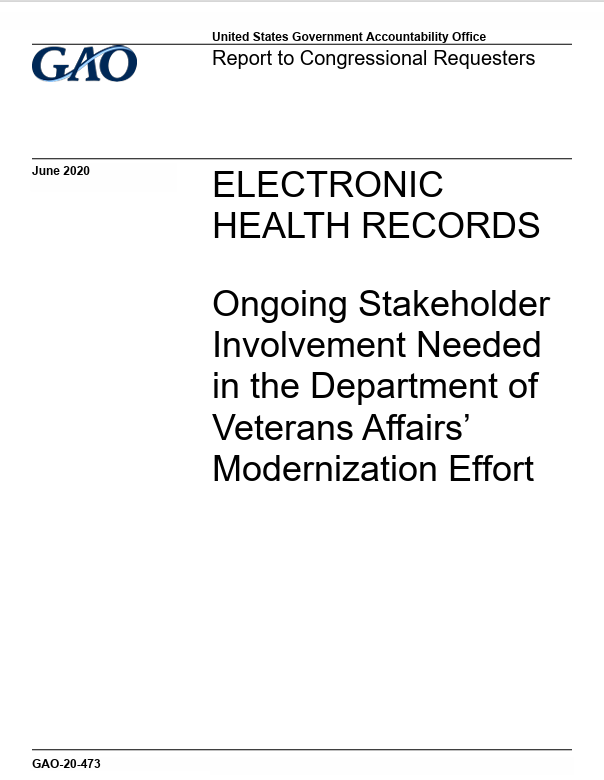 United States Government Accountability Office
GAO
Report to Congressional Requesters
June 2020
ELECTRONIC
HEALTH RECORDS
Ongoing Stakeholder
Involvement Needed
in the Department of
Veterans Affairs’
Modernization Effort
GAO-20-473